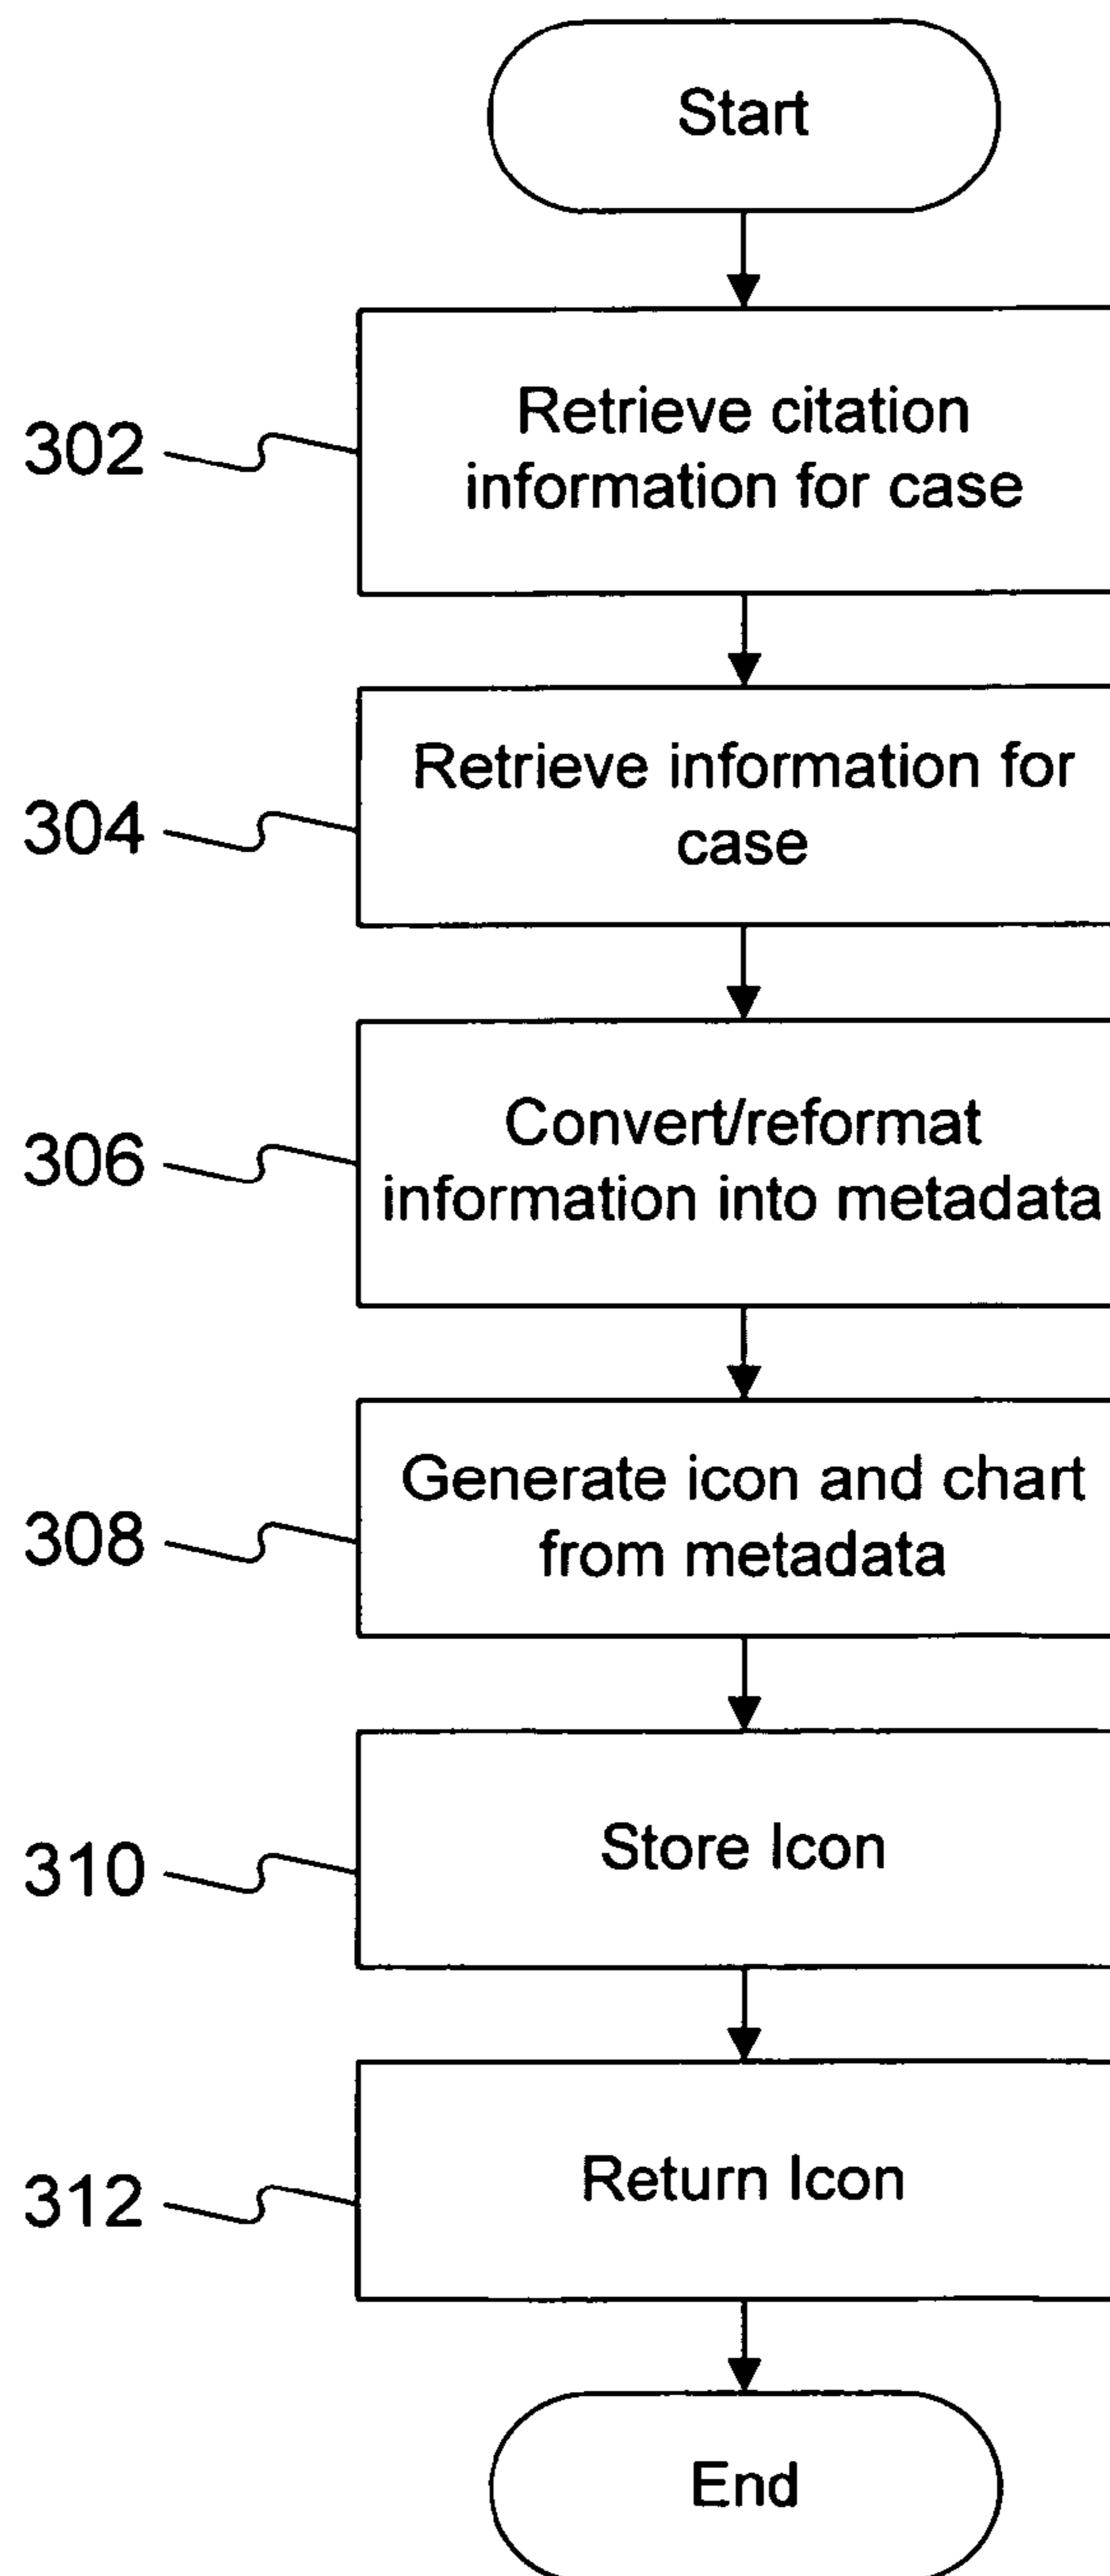 Start
302
Retrieve citation
information for case
304
Retrieve information for
case
306
Convert/reformat
information into metadata
308
Generate icon and chart
from metadata
310
Store Icon
312
Return Icon
End